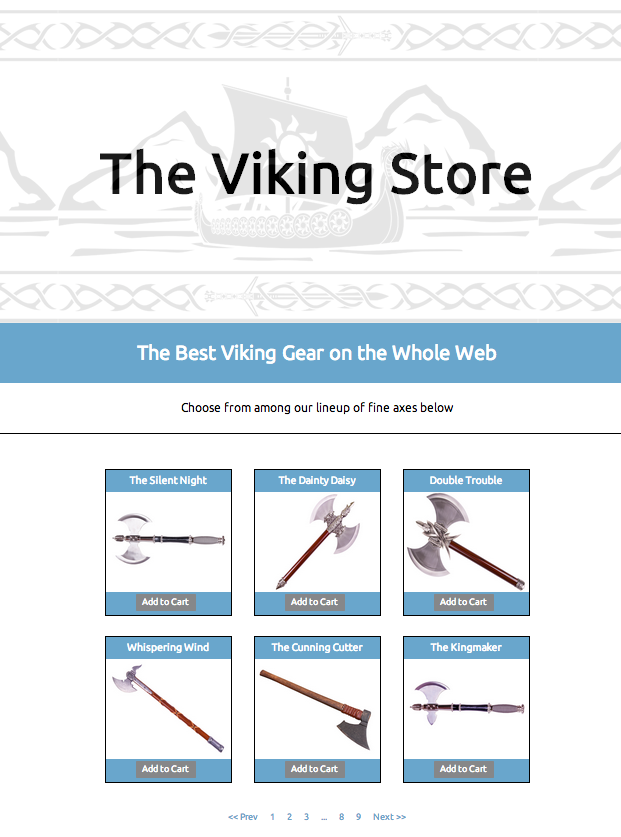 The Viking Store
The Best Viking Gear on the Whole Web
Choose from among our lineup of fine axes below
The Silent Night
The Dainty Daisy
Double Trouble
Add to Cart
Add to Cart
Add to Cart
Whispering Wind
The Cunning Cutter
The Kingmaker
Add to Cart
Add to Cart
Add to Cart
<< Prev 1 2 3 ... 8 9 Next >>